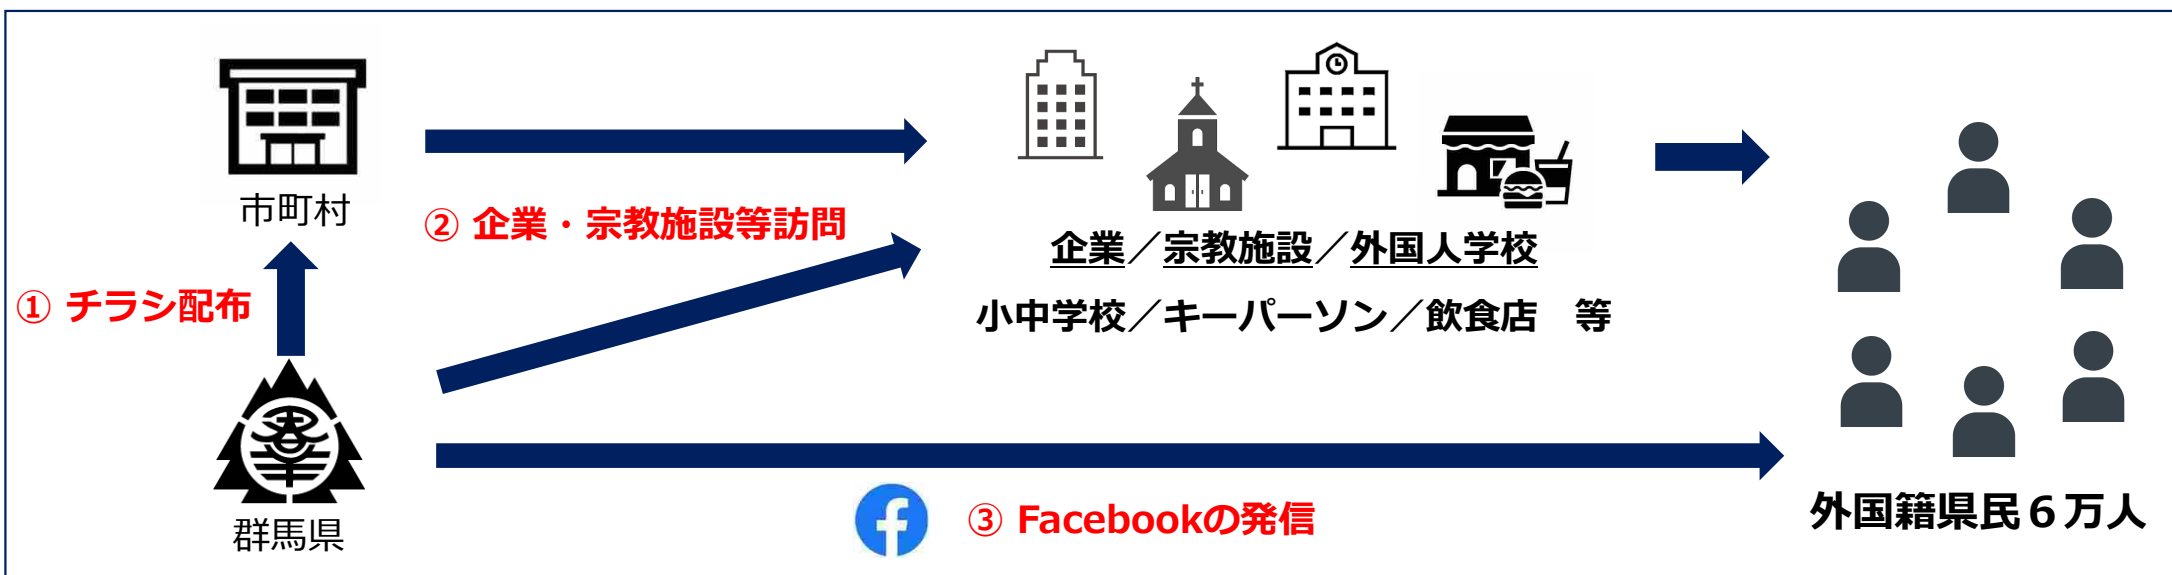 市町村
② 企業・宗教施設等訪問
企業／宗教施設／外国人学校
① チラシ配布
小中学校／キーパーソン／飲食店　等
群馬県
③ Facebookの発信
外国籍県民６万人